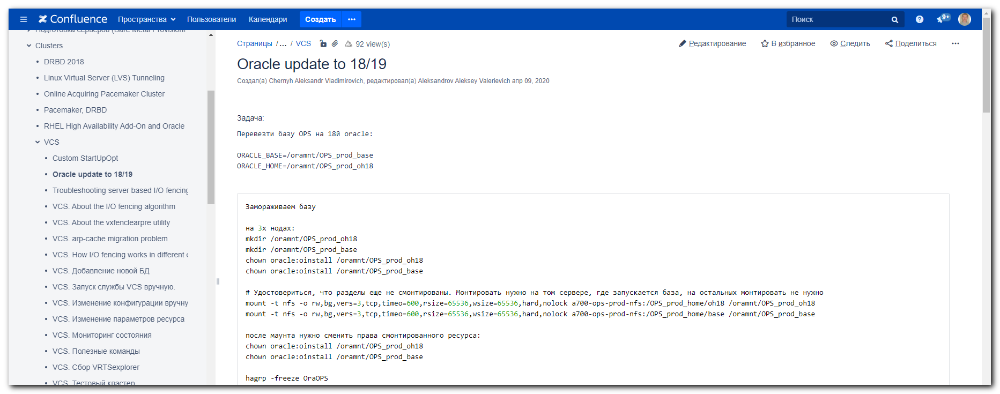 Confluence Пространства Пользователи Календари Создать ••• Поиск ? 9+
Подготовка серверов (Bare Metal Provisioni
Clusters
• DRBD 2018
• Linux Virtual Server (LVS) Tunneling
• Online Acquiring Pacemaker Cluster
• Pacemaker, DRBD
• RHEL High Availability Add-On and Oracle
VCS
• Custom StartUpOpt
• Oracle update to 18/19
• Troubleshooting server based I/O fencing
• VCS. About the I/O fencing algorithm
• VCS. About the vxfenclearpre utility
• VCS. arp-cache migration problem
• VCS. How I/O fencing works in different e
• VCS. Добавление новой БД
• VCS. Запуск службы VCS вручную.
• VCS. Изменение конфигурации вручну
• VCS. Изменение параметров ресурса
• VCS. Мониторинг состояния
• VCS. Полезные команды
• VCS. Сбор VRTSexplorer
• VCS. Тестовый кластер
Страницы /... / VCS 92 view(s) Редактирование В избранное Следить Поделиться •••
Oracle update to 18/19
Создал(а) Chernyh Aleksandr Vladimirovich, редактировал(а) Aleksandrov Aleksey Valerievich апр 09, 2020
Задача:
Перевезти базу OPS на 18й oracle:
ORACLE_BASE=/oramnt/OPS_prod_base
ORACLE_HOME=/oramnt/OPS_prod_oh18
Замораживаем базу
на 3х нодах:
mkdir /oramnt/OPS_prod_oh18
mkdir /oramnt/OPS_prod_base
chown oracle:oinstall /oramnt/OPS_prod_oh18
chown oracle:oinstall /oramnt/OPS_prod_base
# Удостовериться, что разделы еще не смонтированы. Монтировать нужно на том сервере, где запускается база, на остальных монтировать не нужно
mount -t nfs -o rw,bg,vers=3,tcp,timeo=600,rsize=65536,wsize=65536,hard,nolock a700-ops-prod-nfs:/OPS_prod_home/oh18 /oramnt/OPS_prod_oh18
mount -t nfs -o rw,bg,vers=3,tcp,timeo=600,rsize=65536,wsize=65536,hard,nolock a700-ops-prod-nfs:/OPS_prod_home/base /oramnt/OPS_prod_base
после маунта нужно сменить права смонтированного ресурса:
chown oracle:oinstall /oramnt/OPS_prod_oh18
chown oracle:oinstall /oramnt/OPS_prod_base
hagrp -freeze OraOPS